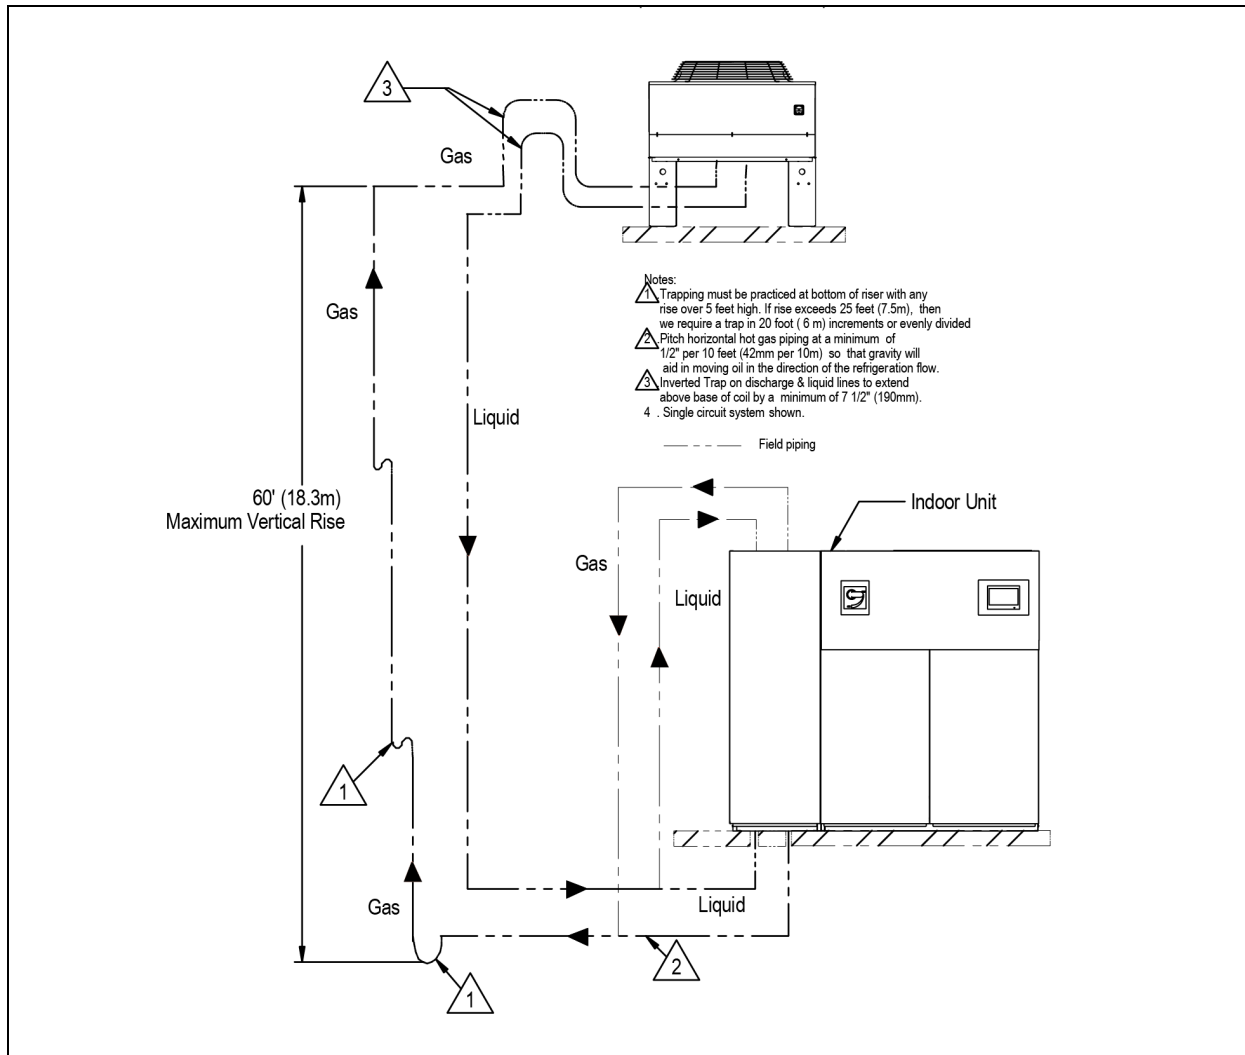 3
Gas
Gas
Notes:
1 Trapping must be practiced at bottom of riser with any
rise over 5 feet high. If rise exceeds 25 feet (7.5m), then
we require a trap in 20 foot ( 6 m) increments or evenly divided
2 .Pitch horizontal hot gas piping at a minimum of
1/2" per 10 feet (42mm per 10m) so that gravity will
aid in moving oil in the direction of the refrigeration flow.
3 Inverted Trap on discharge & liquid lines to extend
above base of coil by a minimum of 7 1/2" (190mm).
4 . Single circuit system shown.
Field piping
Liquid
60' (18.3m)
Maximum Vertical Rise
Indoor Unit
Gas
Liquid
1
Gas
Liquid
2
1